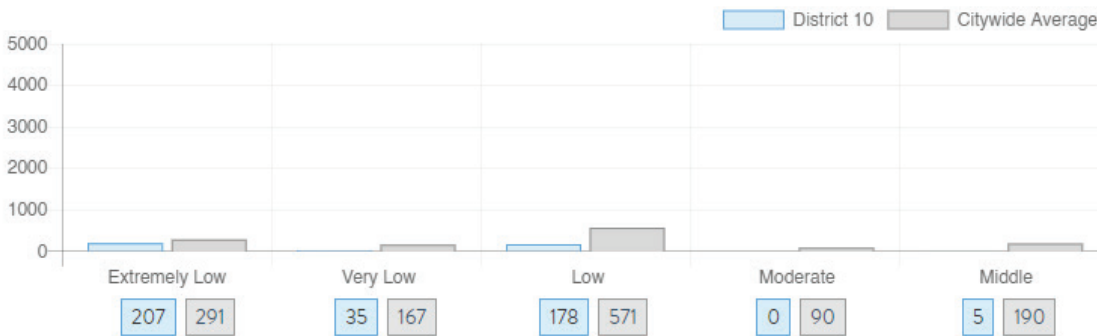 District 10 Citywide Average
5000
4000
3000
2000
1000
0
Extremely Low Very Low Low Moderate Middle
207 291 35 167 178 571 0 90 5 190